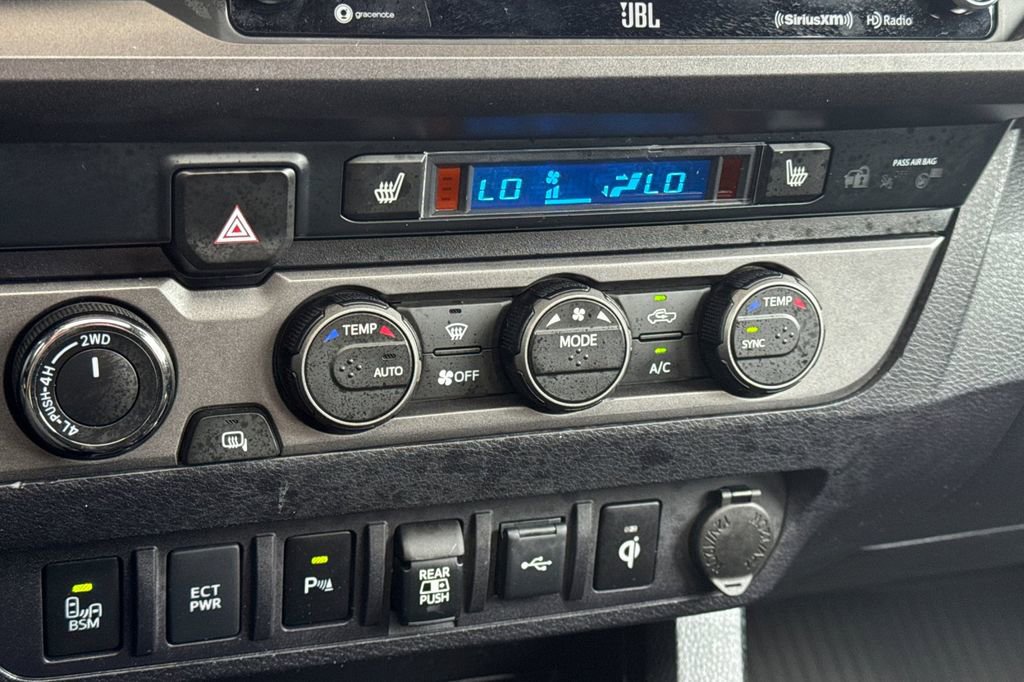 gracenote
JBL
SiriusXM
HD Radio
PASS AIR BAG
LO
LO
2WD
4L-PUSH-4H
TEMP
AUTO
OFF
MODE
A/C
TEMP
SYNC
BSM
ECT
PWR
P
REAR
PUSH